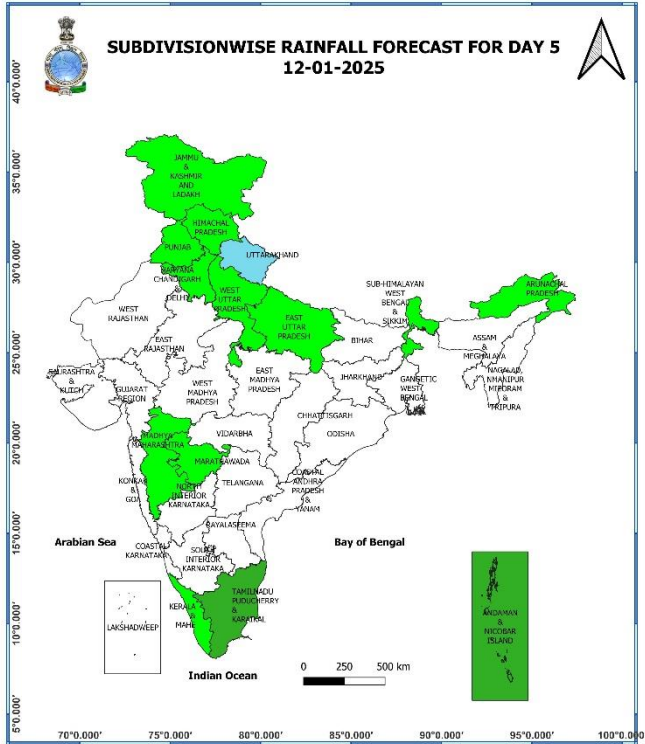 SUBDIVISIONWISE RAINFALL FORECAST FOR DAY 5
12-01-2025
40°0.000'
35°0.000'
30°0.000'
25°0.000'
20°0.000'
15°0.000'
10°0.000'
5°0.000'
JAMMU
&
KASHMIR
AND
LADAKH
HIMACHAL
PRADESH
PUNJAB
UTTARAKHAND
HARYANA
CHANDIGARH
&
DELHI
WEST
UTTAR
PRADESH
EAST
UTTAR
PRADESH
SUB-HIMALAYAN
WEST
BENGAL
&
SIKKIM
ARUNACHAL
PRADESH
WEST
RAJASTHAN
EAST
RAJASTHAN
BIHAR
ASSAM
&
MEGHALAYA
SAURASHTRA
&
KUTCH
GUJARAT
REGION
WEST
MADHYA
PRADESH
EAST
MADHYA
PRADESH
JHARKHAND
GANGETIC
WEST
BENGAL
NAGALAD,
NMANIPUR
MIZORAM
&
TRIPURA
CHHATTISGARH
ODISHA
MADHYA
MAHARASHTRA
VIDARBHA
MARATHWADA
KONKAN
&
GOA
NORTH
INTERIOR
KARNATAKA
TELANGANA
COASTAL
ANDHRA
PRADESH
&
YANAM
RAYALASEEMA
Arabian Sea
COASTAL
KARNATAKA
SOUTH
INTERIOR
KARNATAKA
Bay of Bengal
LAKSHADWEEP
KERALA
&
MAHE
TAMILNADU
PUDUCHERRY
&
KARAIKAL
ANDAMAN
&
NICOBAR
ISLAND
Indian Ocean
0 250 500 km
70°0.000' 75°0.000' 80°0.000' 85°0.000' 90°0.000' 95°0.000' 100°0.000'